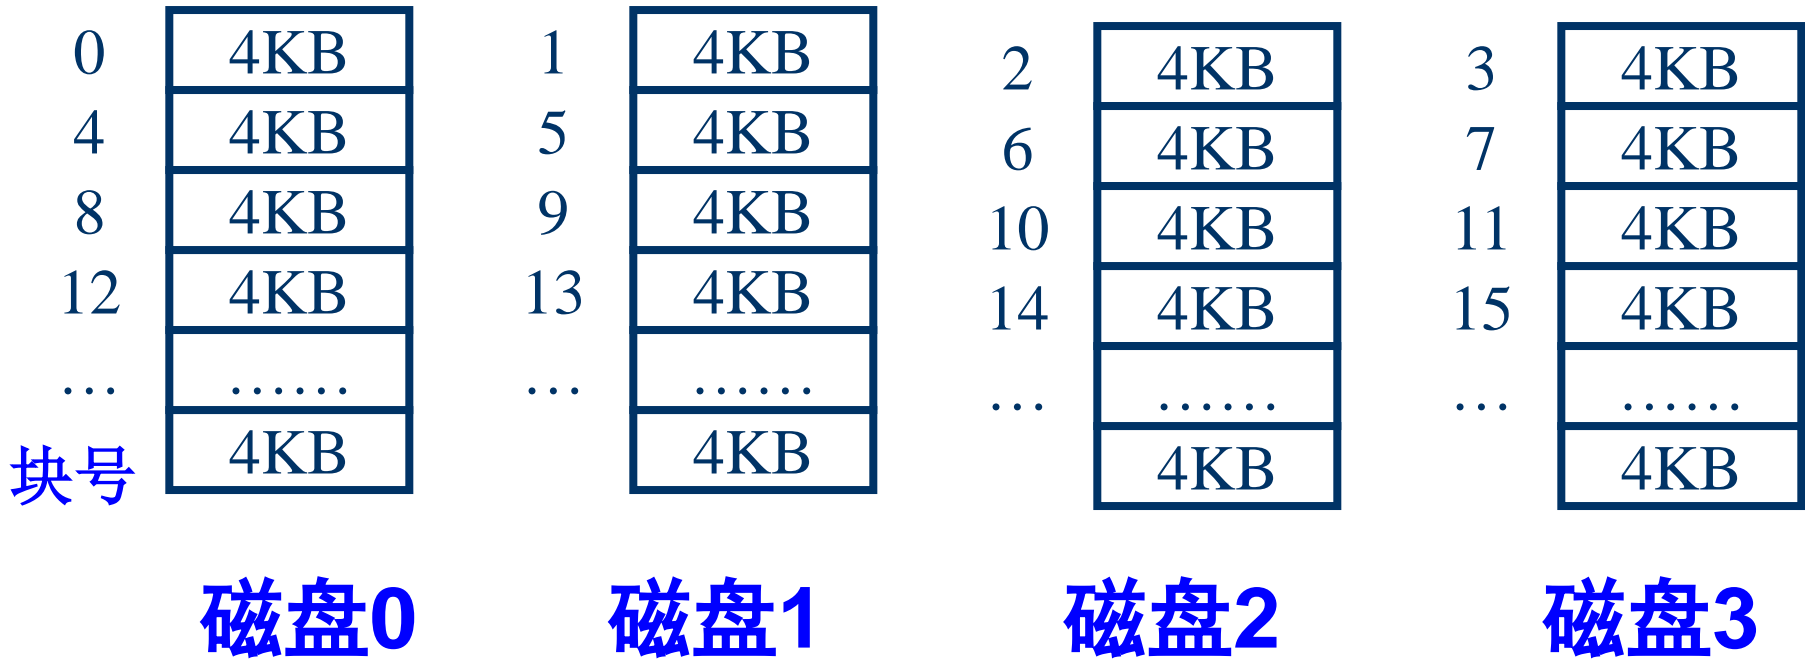 0 4KB 1 4KB 2 4KB 3 4KB
4 4KB 5 4KB 6 4KB 7 4KB
8 4KB 9 4KB 10 4KB 11 4KB
12 4KB 13 4KB 14 4KB 15 4KB
… …… … …… … …… … ……
块号 4KB 4KB 4KB 4KB
磁盘0 磁盘1 磁盘2 磁盘3